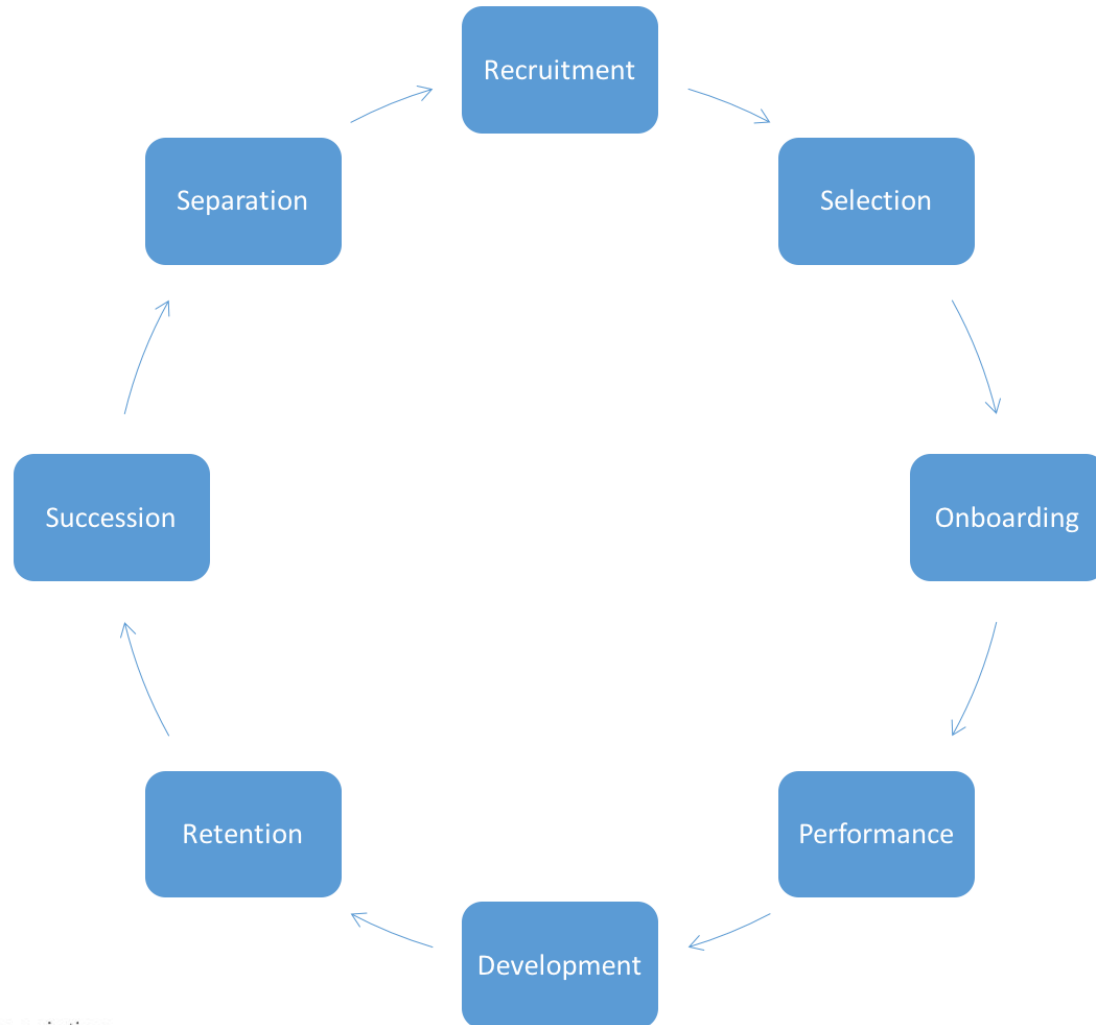 Recruitment
Selection
Onboarding
Performance
Development
Retention
Succession
Separation